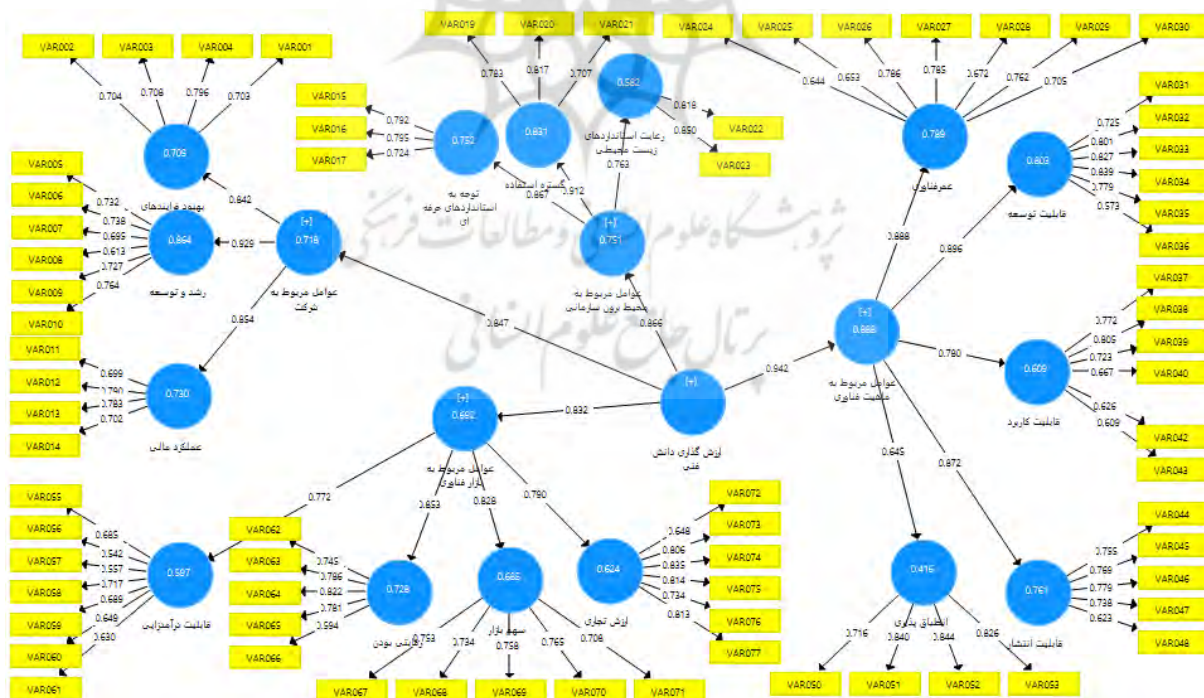 VAR019
VAR020
VAR021
VAR024
VAR025
VAR026
VAR027
VAR028
VAR029
VAR030
VAR002
VAR003
VAR004
VAR001
0.704
0.708
0.796
0.703
0.709
بهبود فرایندهای
VAR015
VAR016
VAR017
0.792
0.795
0.724
0.752
توجه به
استانداردهای حرفه
ای
0.783
0.817
0.707
0.831
گستره استفاده
0.582
رعایت استانداردهای
زیست محیطی
0.818
0.850
VAR022
VAR023
0.644
0.653
0.786
0.785
0.672
0.762
0.705
0.789
عمرفناوری
VAR031
VAR032
VAR033
VAR034
VAR035
VAR036
0.725
0.801
0.827
0.839
0.779
0.573
0.803
قابلیت توسعه
VAR005
VAR006
VAR007
VAR008
VAR009
VAR010
0.732
0.738
0.695
0.613
0.727
0.764
0.864
رشد و توسعه
0.842
0.929
0.854
[+]
0.718
عوامل مربوط به
شرکت
0.867
0.912
0.763
[+]
0.751
عوامل مربوط به
محیط برون سازمانی
پژوهشگاه علوم انسانی و مطالعات فرهنگی
پرتال جامع علوم انسانی
0.847
0.866
0.888
0.896
[+]
0.888
عوامل مربوط به
ماهیت فناوری
0.780
VAR037
VAR038
VAR039
VAR040
VAR042
VAR043
0.772
0.805
0.723
0.667
0.626
0.609
0.609
قابلیت کاربرد
VAR011
VAR012
VAR013
VAR014
0.699
0.790
0.783
0.702
0.730
عملکرد مالی
[+]
0.692
عوامل مربوط به
بازار فناوری
0.832
[+]
ارزش گذاری دانش
فنی
0.942
0.645
0.872
0.772
0.853
0.828
0.790
VAR055
VAR056
VAR057
VAR058
VAR059
VAR060
VAR061
0.685
0.542
0.557
0.717
0.689
0.649
0.630
0.597
قابلیت درآمدزایی
VAR062
VAR063
VAR064
VAR065
VAR066
0.745
0.786
0.822
0.781
0.594
0.728
رقابتی بودن
0.685
سهم بازار
0.753
0.734
0.758
0.765
0.708
VAR067
VAR068
VAR069
VAR070
VAR071
0.624
ارزش تجاری
0.648
0.806
0.835
0.814
0.734
0.813
VAR072
VAR073
VAR074
VAR075
VAR076
VAR077
0.416
انطباق پذیری
0.716
0.840
0.844
0.826
VAR050
VAR051
VAR052
VAR053
0.761
قابلیت انتشار
0.755
0.769
0.779
0.738
0.623
VAR044
VAR045
VAR046
VAR047
VAR048